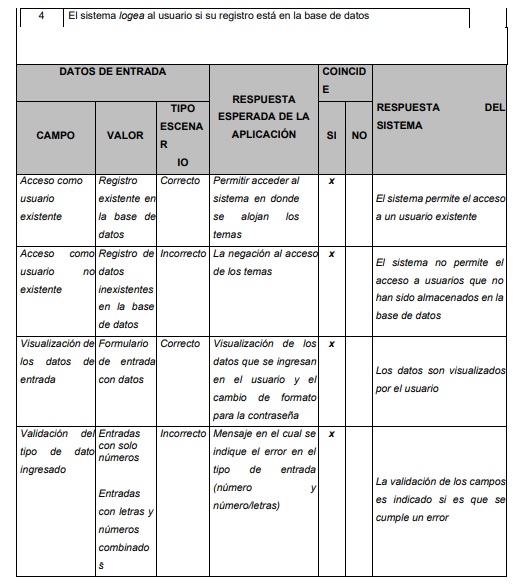 4 El sistema logea al usuario si su registro está en la base de datos
DATOS DE ENTRADA
RESPUESTA
ESPERADA DE LA
APLICACIÓN
COINCID
E
RESPUESTA DEL
SISTEMA
CAMPO
VALOR
TIPO
ESCENA
R
IO
SI
NO
Acceso como
usuario
existente
Registro
existente en
la base de
datos
Correcto
Permitir acceder al
sistema en donde
se alojan los
temas
x
El sistema permite el acceso
a un usuario existente
Acceso como
usuario no
existente
Registro de
datos
inexistentes
en la base
de datos
Incorrecto
La negación al acceso
de los temas
x
El sistema no permite el
acceso a usuarios que no
han sido almacenados en la
base de datos
Visualización de
los datos de
entrada
Formulario
de entrada
con datos
Correcto
Visualización de los
datos que se ingresan
en el usuario y el
cambio de formato
para la contraseña
x
Los datos son visualizados
por el usuario
Validación del
tipo de dato
ingresado
Entradas
con solo
números
Entradas
con letras y
números
combinado
s
Incorrecto
Mensaje en el cual se
indique el error en el
tipo de entrada
(número y
número/letras)
x
La validación de los campos
es indicado si es que se
cumple un error